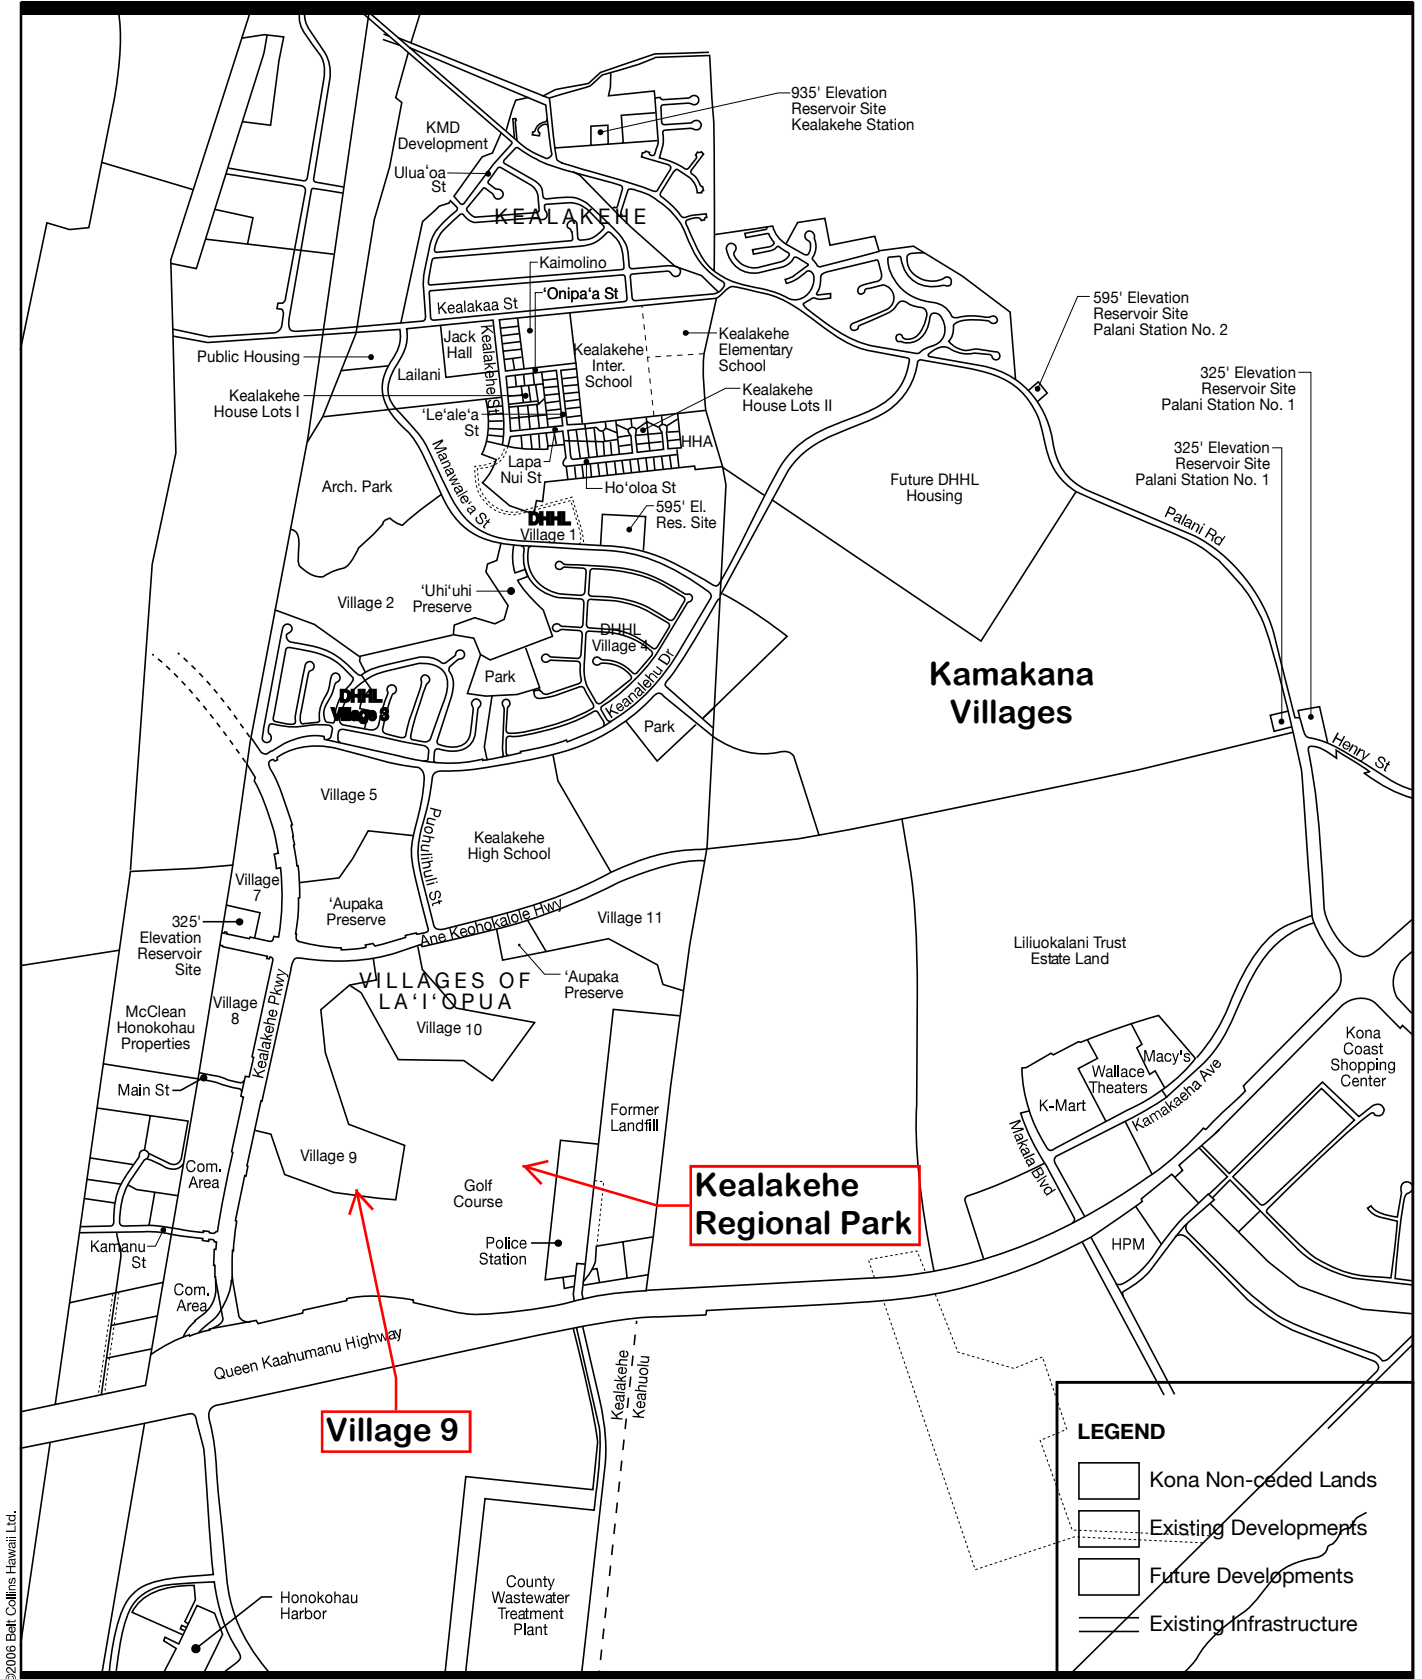 935' Elevation
Reservoir Site
Kealakehe Station
KMD
Development
Ulua‘oa
St
KEALAKEHE
Kaimolino
‘Onipa‘a St
Kealakaa St
595' Elevation
Reservoir Site
Palani Station No. 2
Jack
Hall
Kealakehe St
Kealakehe
Inter.
School
Kealakehe
Elementary
School
Public Housing
Lailani
325' Elevation
Reservoir Site
Palani Station No. 1
Kealakehe
House Lots I
Kealakehe
House Lots II
‘Le‘ale‘a
St
HHA
325' Elevation
Reservoir Site
Palani Station No. 1
Manawale‘a St
Lapa
Nui St
Ho‘oloa St
Arch. Park
Future DHHL
Housing
595' El.
Res. Site
DHHL
Village 1
Palani Rd
‘Uhi‘uhi
Preserve
Village 2
DHHL
Village 4
Park
Kamakana
Villages
DHHL
Village 3
Keanalehu Dr
Park
Henry St
Village 5
Puohulihuli St
Kealakehe
High School
Village
7
‘Aupaka
Preserve
325'
Elevation
Reservoir
Site
Ane Keohokalole Hwy
Village 11
Liliuokalani Trust
Estate Land
VILLAGES OF
LA‘I‘OPUA
‘Aupaka
Preserve
Village
8
McClean
Honokohau
Properties
Kealakehe Pkwy
Village 10
Kona
Coast
Shopping
Center
Macy's
Wallace
Theaters
Main St
K-Mart
Kamakaeha Ave
Former
Landfill
Makala Blvd
Village 9
Com.
Area
Golf
Course
Kealakehe
Regional Park
Kamanu
St
Police
Station
HPM
Com.
Area
Queen Kaahumanu Highway
Kealakehe
Keahuolu
Village 9
LEGEND
Kona Non-ceded Lands
Existing Developments
Future Developments
Existing Infrastructure
County
Wastewater
Treatment
Plant
Honokohau
Harbor
©2006 Belt Collins Hawaii Ltd.